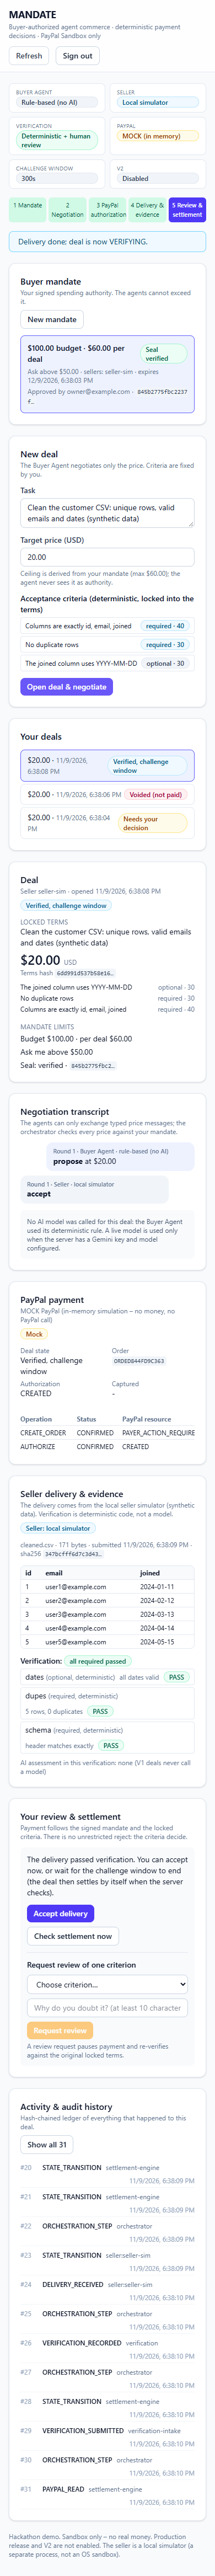 MANDATE
Buyer-authorized agent commerce · deterministic payment
decisions · PayPal Sandbox only
Refresh
Sign out
BUYER AGENT
Rule-based (no AI)
SELLER
Local simulator
VERIFICATION
Deterministic + human
review
PAYPAL
MOCK (in memory)
CHALLENGE WINDOW
300s
V2
Disabled
1 Mandate
2
Negotiation
3 PayPal
authorization
4 Delivery &
evidence
5 Review &
settlement
Delivery done; deal is now VERIFYING.
Buyer mandate
Your signed spending authority. The agents cannot exceed
it.
New mandate
$100.00 budget · $60.00 per
deal
Seal
verified
Ask above $50.00 · sellers: seller-sim · expires
12/9/2026, 6:38:03 PM
Approved by owner@example.com · 845b2775fbc2237
f…
New deal
The Buyer Agent negotiates only the price. Criteria are fixed
by you.
Task
Clean the customer CSV: unique rows, valid
emails and dates (synthetic data)
Target price (USD)
20.00
Ceiling is derived from your mandate (max $60.00); the
agent never sees it as authority.
Acceptance criteria (deterministic, locked into the
terms)
Columns are exactly id, email, joined
required · 40
No duplicate rows
required · 30
The joined column uses YYYY-MM-DD
optional · 30
Open deal & negotiate
Your deals
$20.00 · 11/9/2026,
6:38:08 PM
Verified, challenge
window
$20.00 · 11/9/2026, 6:38:06 PM
Voided (not paid)
$20.00 · 11/9/2026, 6:38:04
PM
Needs your
decision
Deal
Seller seller-sim · opened 11/9/2026, 6:38:08 PM
Verified, challenge window
LOCKED TERMS
Clean the customer CSV: unique rows, valid emails
and dates (synthetic data)
$20.00 USD
Terms hash 6dd991d537b58e16…
The joined column uses YYYY-MM-DD
optional · 30
No duplicate rows
required · 30
Columns are exactly id, email, joined
required · 40
MANDATE LIMITS
Budget $100.00 · per deal $60.00
Ask me above $50.00
Seal: verified · 845b2775fbc2…
Negotiation transcript
The agents can only exchange typed price messages; the
orchestrator checks every price against your mandate.
Round 1 · Buyer Agent · rule-based (no AI)
propose at $20.00
Round 1 · Seller · local simulator
accept
No AI model was called for this deal: the Buyer Agent
used its deterministic rule. A live model is used only
when the server has a Gemini key and model
configured.
PayPal payment
MOCK PayPal (in-memory simulation – no money, no
PayPal call)
Mock
Deal state
Verified, challenge
window
Order
Authorization
CREATED
Captured
-
Operation
Status
PayPal resource
CREATE_ORDER
CONFIRMED
PAYER_ACTION_REQUIRE
AUTHORIZE
CONFIRMED
CREATED
Seller delivery & evidence
The delivery comes from the local seller simulator (synthetic
data). Verification is deterministic code, not a model.
Seller: local simulator
cleaned.csv · 171 bytes · submitted 11/9/2026, 6:38:09 PM ·
sha256 347bcfff6d7c3d43…
id
email
joined
1
user1@example.com
2024-01-11
2
user2@example.com
2024-02-12
3
user3@example.com
2024-03-13
4
user4@example.com
2024-04-14
5
user5@example.com
2024-05-15
Verification: all required passed
dates (optional, deterministic) all dates valid PASS
dupes (required, deterministic)
5 rows, 0 duplicates PASS
schema (required, deterministic)
header matches exactly PASS
AI assessment in this verification: none (V1 deals never call
a model)
Your review & settlement
Payment follows the signed mandate and the locked
criteria. There is no unrestricted reject: the criteria decide.
The delivery passed verification. You can accept
now, or wait for the challenge window to end
(the deal then settles by itself when the server
checks).
Accept delivery
Check settlement now
Request review of one criterion
Choose criterion…
Why do you doubt it? (at least 10 character
Request review
A review request pauses payment and re-verifies
against the original locked terms.
Activity & audit history
Hash-chained ledger of everything that happened to this
deal.
Show all 31
#20 STATE_TRANSITION settlement-engine
11/9/2026, 6:38:09 PM
#21 STATE_TRANSITION settlement-engine
11/9/2026, 6:38:09 PM
#22 ORCHESTRATION_STEP orchestrator
11/9/2026, 6:38:09 PM
#23 STATE_TRANSITION seller:seller-sim
11/9/2026, 6:38:09 PM
#24 DELIVERY_RECEIVED seller:seller-sim
11/9/2026, 6:38:10 PM
#25 ORCHESTRATION_STEP orchestrator
11/9/2026, 6:38:10 PM
#26 VERIFICATION_RECORDED verification
11/9/2026, 6:38:10 PM
#27 ORCHESTRATION_STEP orchestrator
11/9/2026, 6:38:10 PM
#28 STATE_TRANSITION settlement-engine
11/9/2026, 6:38:10 PM
#29 VERIFICATION_SUBMITTED verification-intake
11/9/2026, 6:38:10 PM
#30 ORCHESTRATION_STEP orchestrator
11/9/2026, 6:38:10 PM
#31 PAYPAL_READ settlement-engine
11/9/2026, 6:38:10 PM
Hackathon demo. Sandbox only – no real money. Production
release and V2 are not enabled. The seller is a local simulator (a
separate process, not an OS sandbox).